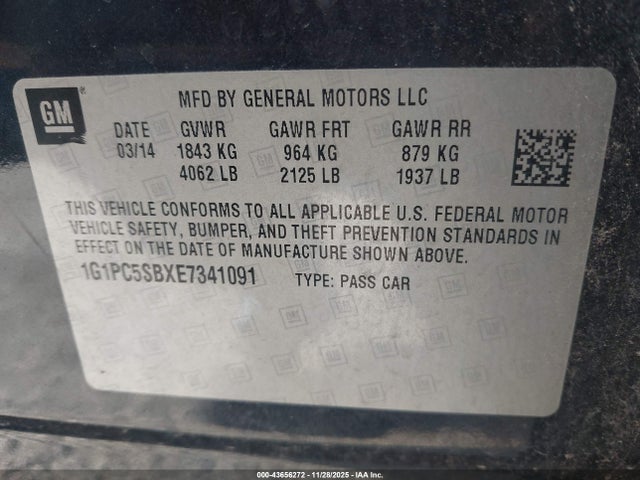 GM
MFD BY GENERAL MOTORS LLC
DATE GVWR GAWR FRT GAWR RR
03/14 1843 KG 964 KG 879 KG
4062 LB 2125 LB 1937 LB
THIS VEHICLE CONFORMS TO ALL APPLICABLE U.S. FEDERAL MOTOR
VEHICLE SAFETY, BUMPER, AND THEFT PREVENTION STANDARDS IN
EFFECT ON THE DATE OF MANUFACTURE SHOWN ABOVE.
1G1PC5SBXE7341091 TYPE: PASS CAR
000-43656272 • 11/28/2025 • IAA Inc.